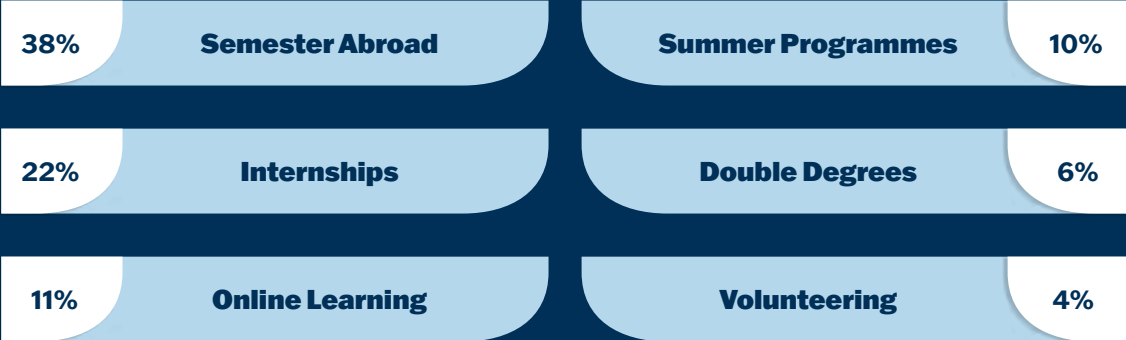 38% Semester Abroad
Summer Programmes 10%
22% Internships
Double Degrees 6%
11% Online Learning
Volunteering 4%